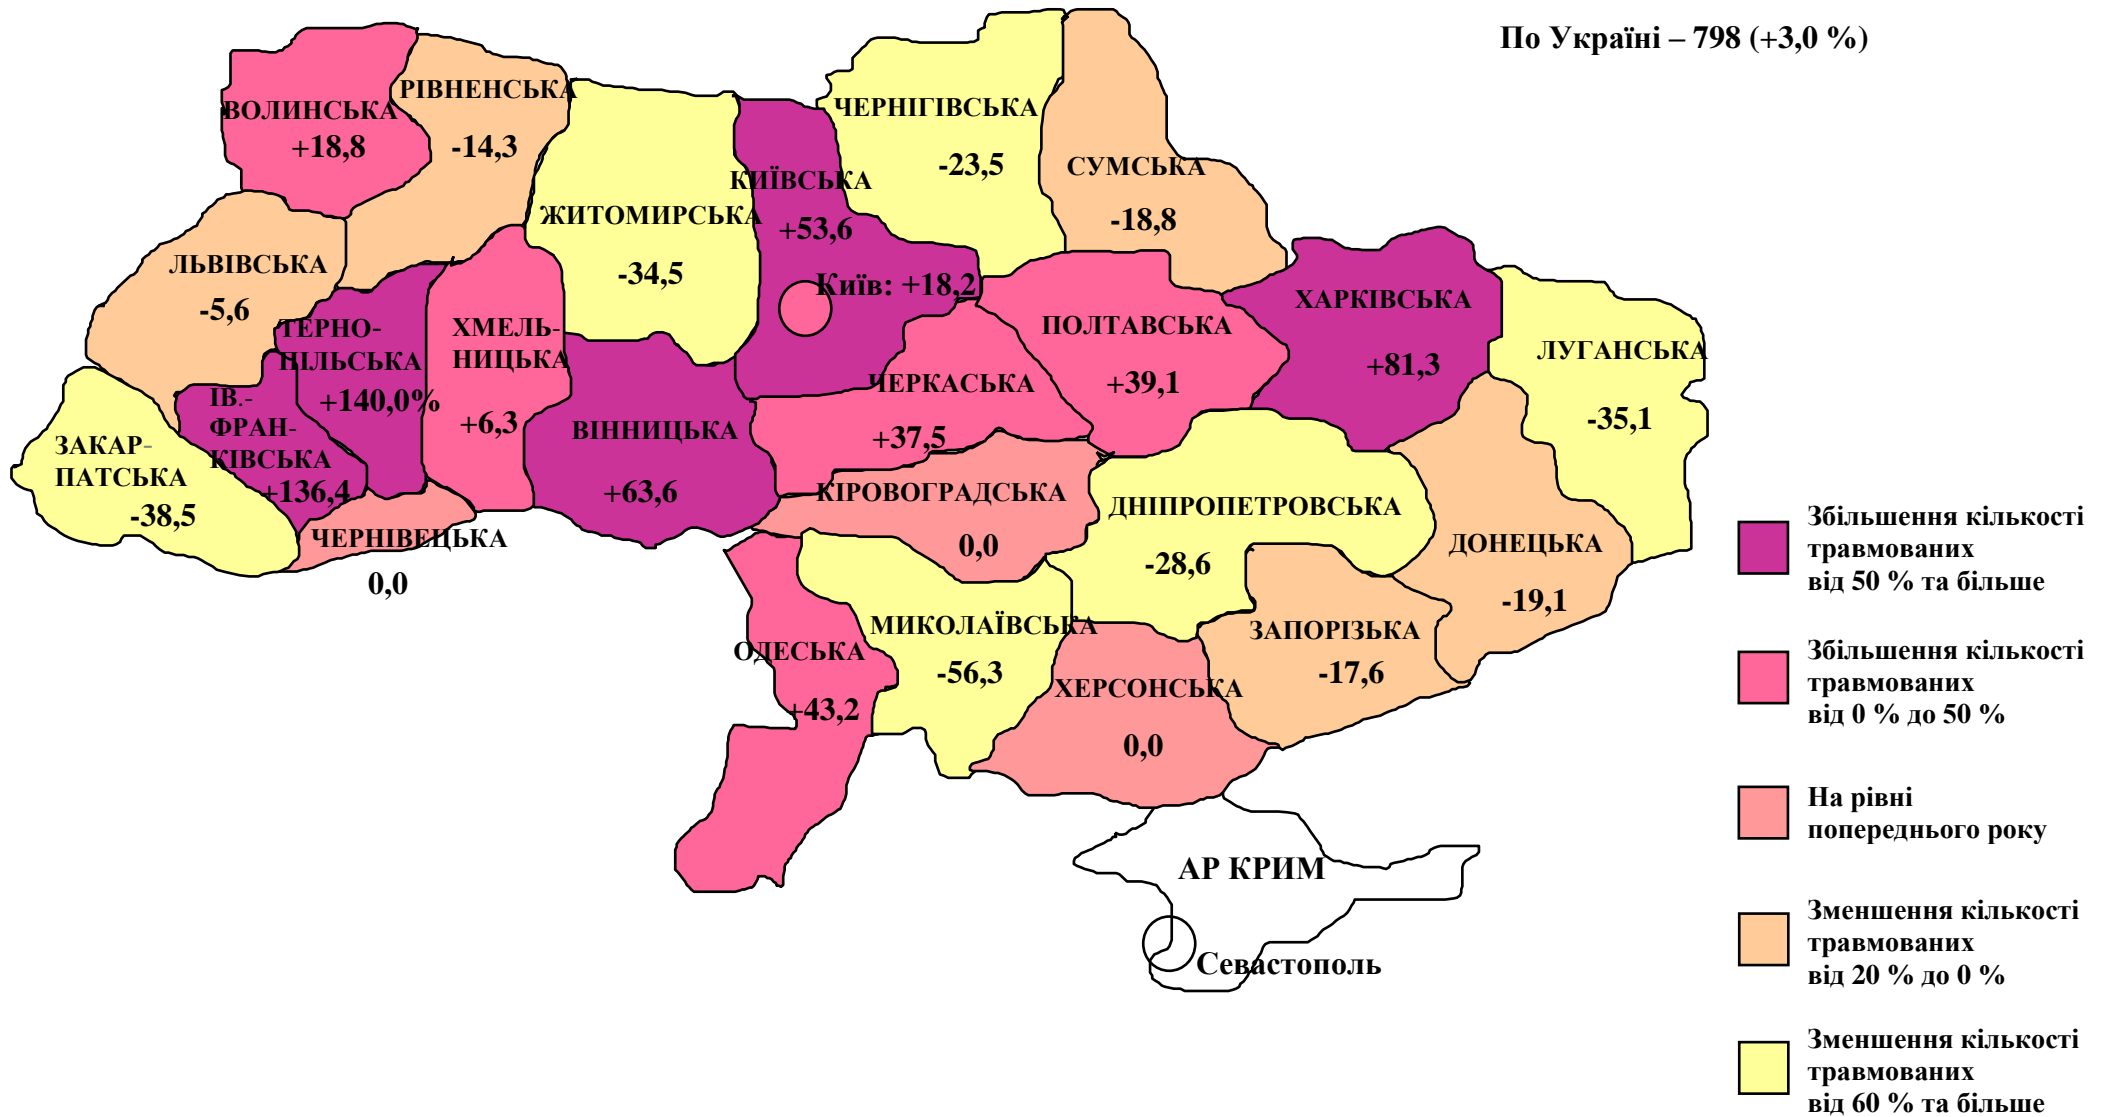 По Україні – 798 (+3,0 %)
ВОЛИНСЬКА
+18,8
РІВНЕНСЬКА
-14,3
ЖИТОМИРСЬКА
-34,5
КИЇВСЬКА
+53,6
Київ: +18,2
ЧЕРНІГІВСЬКА
-23,5
СУМСЬКА
-18,8
ЛЬВІВСЬКА
-5,6
ТЕРНО-
ПІЛЬСЬКА
+140,0%
ХМЕЛЬ-
НИЦЬКА
+6,3
ІВ.-
ФРАН-
КІВСЬКА
+136,4
ЗАКАР-
ПАТСЬКА
-38,5
ЧЕРНІВЕЦЬКА
0,0
ВІННИЦЬКА
+63,6
ЧЕРКАСЬКА
+37,5
ПОЛТАВСЬКА
+39,1
ХАРКІВСЬКА
+81,3
ЛУГАНСЬКА
-35,1
КІРОВОГРАДСЬКА
0,0
ДНІПРОПЕТРОВСЬКА
-28,6
ДОНЕЦЬКА
-19,1
ОДЕСЬКА
+43,2
МИКОЛАЇВСЬКА
-56,3
ХЕРСОНСЬКА
0,0
ЗАПОРІЗЬКА
-17,6
АР КРИМ
Севастополь
Збільшення кількості
травмованих
від 50 % та більше
Збільшення кількості
травмованих
від 0 % до 50 %
На рівні
попереднього року
Зменшення кількості
травмованих
від 20 % до 0 %
Зменшення кількості
травмованих
від 60 % та більше